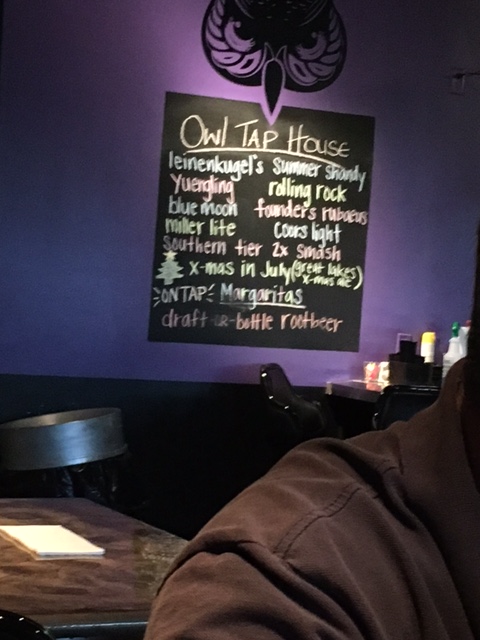 Owl Tap House
leinenkugel's Summer shandy
Yuengling rolling rock
blue moon founder's rubaeus
miller lite Coors light
Southern tier 2x Smash
x-mas in July (great lakes
x-mas ale)
ON TAP Margaritas
draft -or- bottle rootbeer